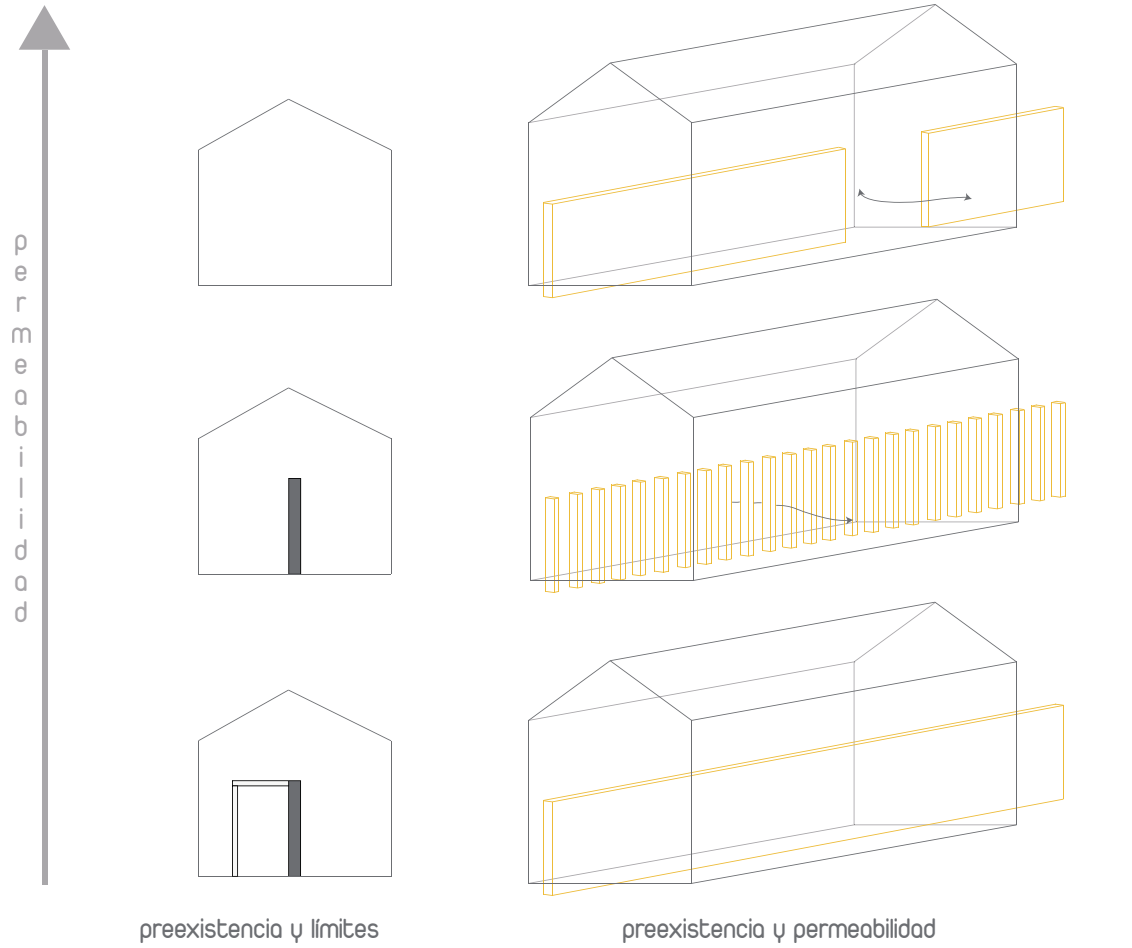 permeabilidad
preexistencia y límites
preexistencia y permeabilidad